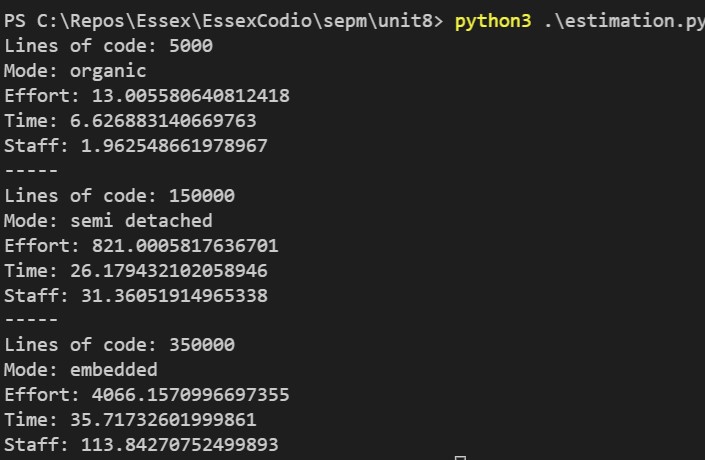 PS C:\Repos\Essex\EssexCodio\sepm\unit8> python3 .\estimation.py
Lines of code: 5000
Mode: organic
Effort: 13.005580640812418
Time: 6.626883140669763
Staff: 1.962548661978967
-----
Lines of code: 150000
Mode: semi detached
Effort: 821.0005817636701
Time: 26.179432102058946
Staff: 31.36051914965338
-----
Lines of code: 350000
Mode: embedded
Effort: 4066.1570996697355
Time: 35.71732601999861
Staff: 113.84270752499893